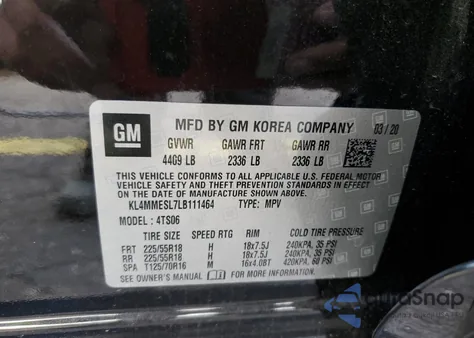 GM
MFD BY GM KOREA COMPANY 03/20
GVWR GAWR FRT GAWR RR
4409 LB 2336 LB 2336 LB
THIS VEHICLE CONFORMS TO ALL APPLICABLE U.S. FEDERAL MOTOR
VEHICLE SAFETY, BUMPER, AND THEFT PREVENTION STANDARDS IN
EFFECT ON THE DATE OF MANUFACTURE SHOWN ABOVE.
KL4MMESL7LB111464 TYPE: MPV
MODEL: 4TS06
TIRE SIZE SPEED RTG RIM COLD TIRE PRESSURE
FRT 225/55R18 H 18x7.5J 240KPA, 35 PSI
RR 225/55R18 H 18x7.5J 240KPA, 35 PSI
SPA T125/70R16 M 16x4.0BT 420KPA, 60 PSI
SEE OWNER'S MANUAL FOR MORE INFORMATION.
AuraSnap